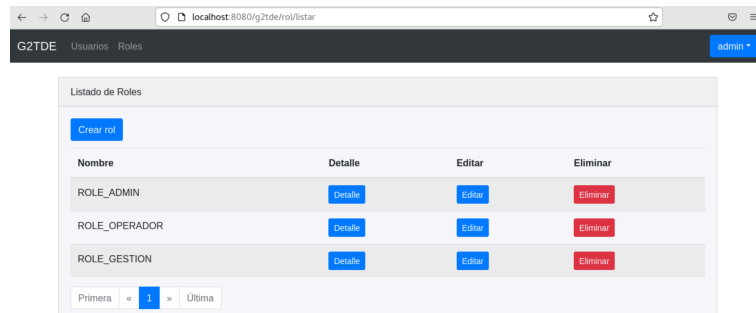 localhost:8080/g2tde/rol/listar
G2TDE Usuarios Roles admin
Listado de Roles
Crear rol
Nombre Detalle Editar Eliminar
ROLE_ADMIN Detalle Editar Eliminar
ROLE_OPERADOR Detalle Editar Eliminar
ROLE_GESTION Detalle Editar Eliminar
Primera « 1 » Última